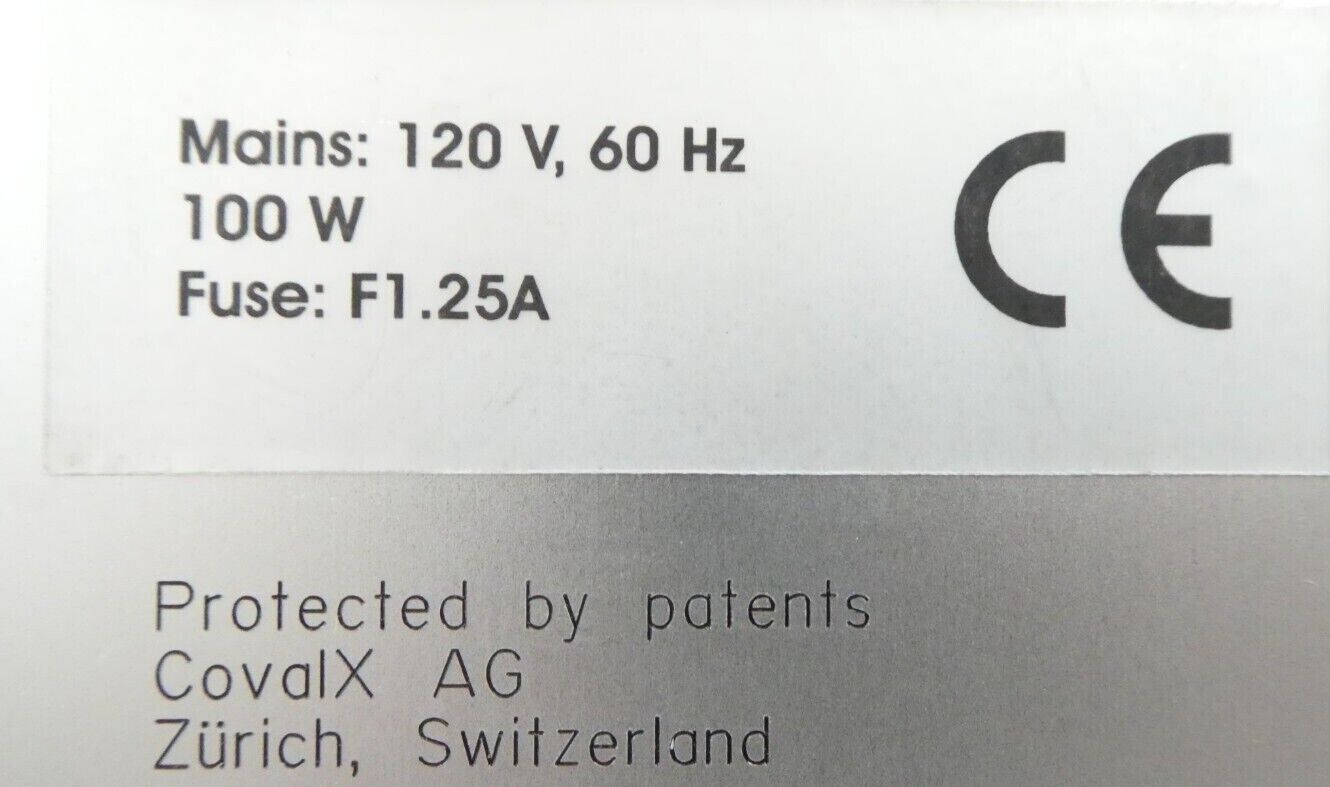 Mains: 120 V, 60 Hz
100 W
Fuse: F1.25A
CE
Protected by patents
CovalX AG
Zürich, Switzerland